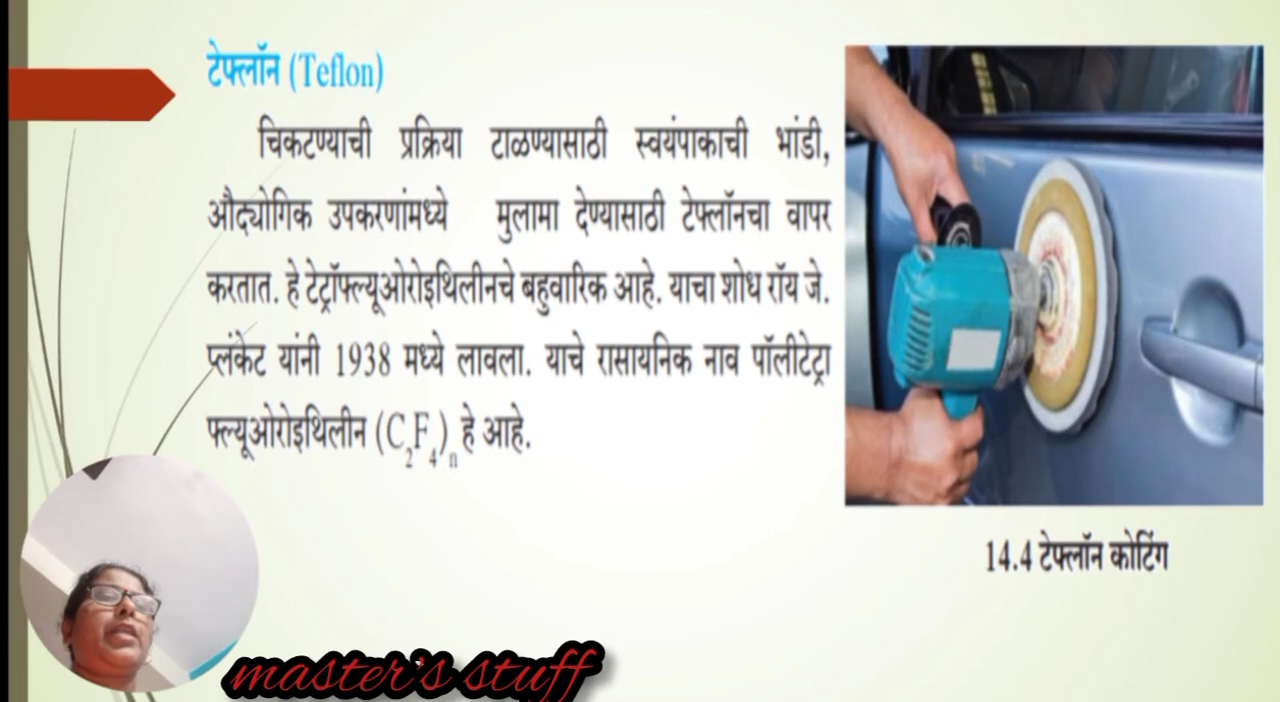 टेफ्लॉन (Teflon)
चिकटण्याची प्रक्रिया टाळण्यासाठी स्वयंपाकाची भांडी,
औद्योगिक उपकरणांमध्ये मुलामा देण्यासाठी टेफ्लॉनचा वापर
करतात. हे टेट्रॉफ्ल्यूओरोइथिलीनचे बहुवारिक आहे. याचा शोध रॉय जे.
प्लंकेट यांनी 1938 मध्ये लावला. याचे रासायनिक नाव पॉलीटेट्रा
फ्ल्यूओरोइथिलीन (C₂F₄)ₙ हे आहे.
14.4 टेफ्लॉन कोटिंग
master's stuff